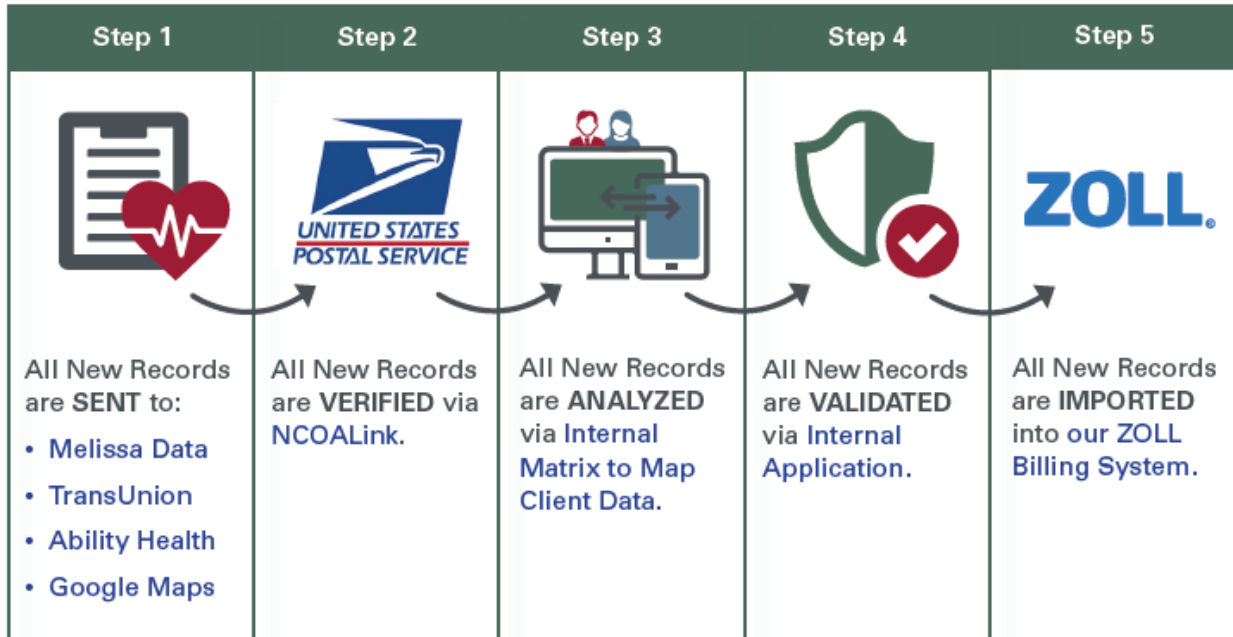 Step 1
Step 2
Step 3
Step 4
Step 5
UNITED STATES
POSTAL SERVICE
ZOLL®
All New Records
are SENT to:
• Melissa Data
• TransUnion
• Ability Health
• Google Maps
All New Records
are VERIFIED via
NCOALink.
All New Records
are ANALYZED
via Internal
Matrix to Map
Client Data.
All New Records
are VALIDATED
via Internal
Application.
All New Records
are IMPORTED
into our ZOLL
Billing System.